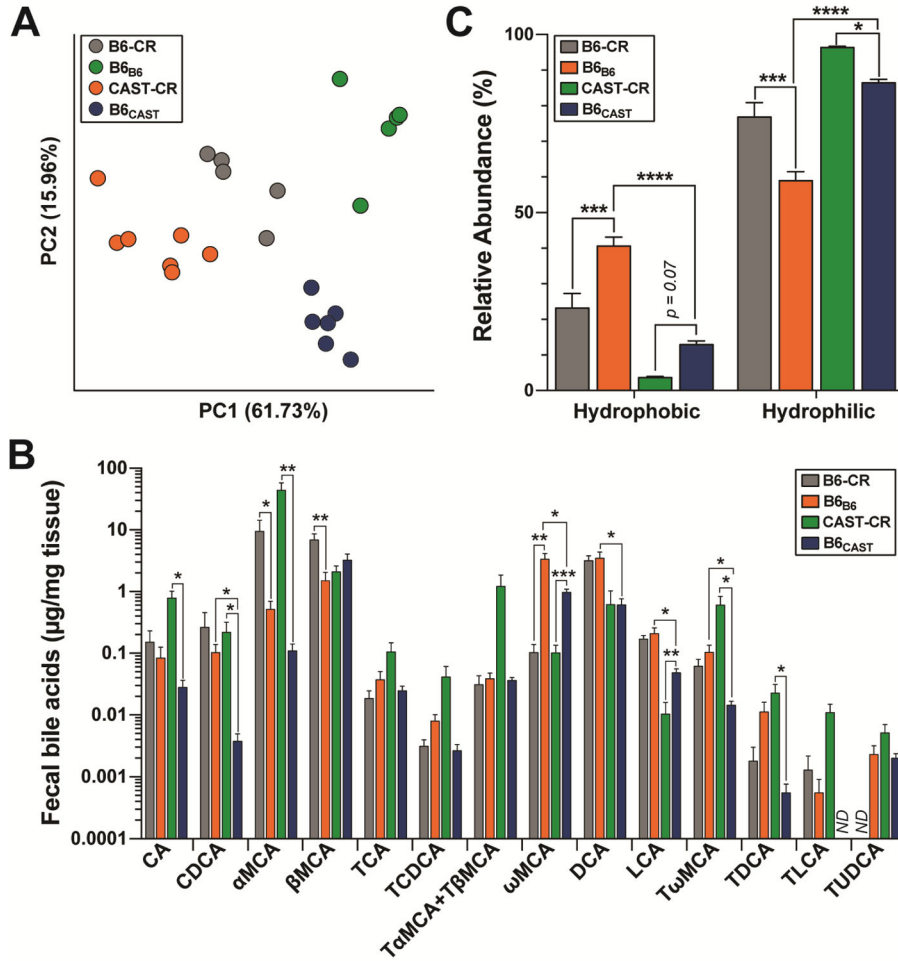 A
B6-CR
B6B6
CAST-CR
B6CAST
PC2 (15.96%)
PC1 (61.73%)
C
B6-CR
B6B6
CAST-CR
B6CAST
Relative Abundance (%)
100
50
0
***
****
p = 0.07
***
****
*
Hydrophobic
Hydrophilic
B
Fecal bile acids (µg/mg tissue)
100
10
1
0.1
0.01
0.001
0.0001
B6-CR
B6B6
CAST-CR
B6CAST
*
*
*
*
**
**
**
*
***
*
*
**
*
*
*
ND
ND
CA
CDCA
αMCA
βMCA
TCA
TCDCA
TαMCA+TβMCA
ωMCA
DCA
LCA
TωMCA
TDCA
TLCA
TUDCA